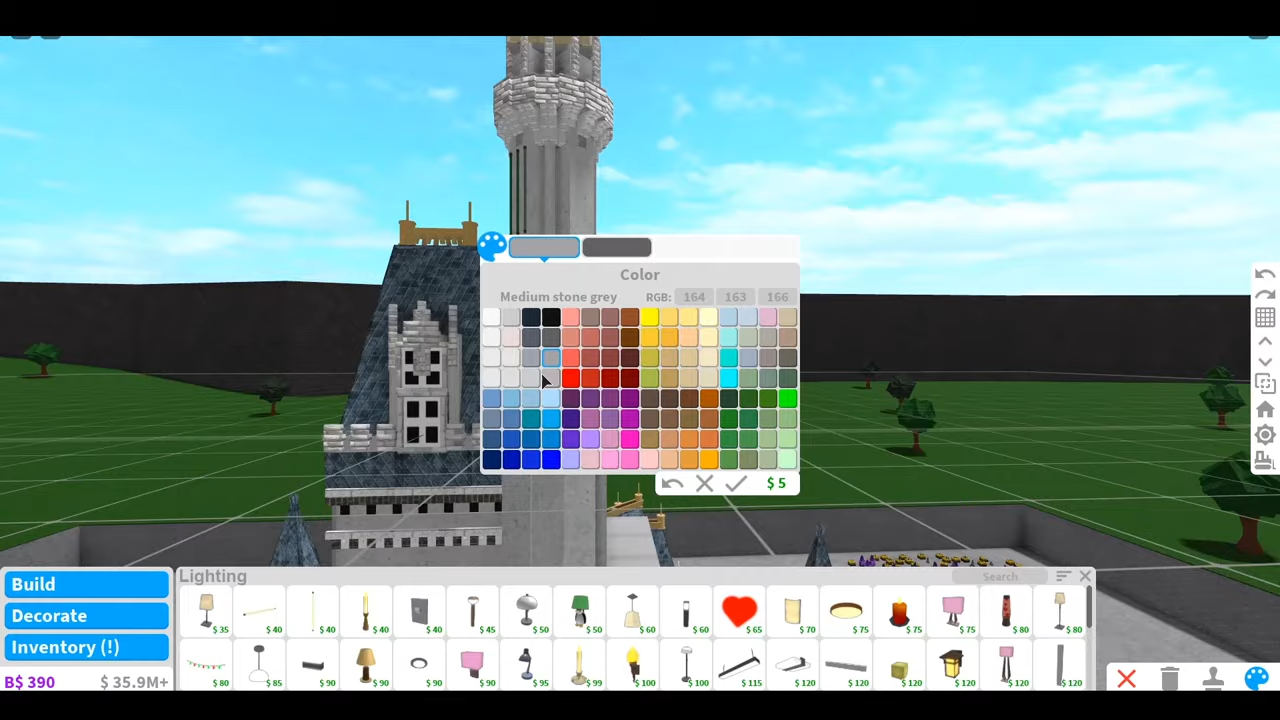 Color
Medium stone grey RGB: 164 163 166
$ 5
Build
Decorate
Inventory (!)
B$ 390 $ 35.9M+
Lighting Search
$ 35 $ 40 $ 40 $ 40 $ 40 $ 45 $ 50 $ 50 $ 60 $ 60 $ 65 $ 70 $ 75 $ 75 $ 75 $ 80 $ 80
$ 80 $ 85 $ 90 $ 90 $ 90 $ 90 $ 95 $ 99 $ 100 $ 100 $ 115 $ 120 $ 120 $ 120 $ 120 $ 120 $ 120